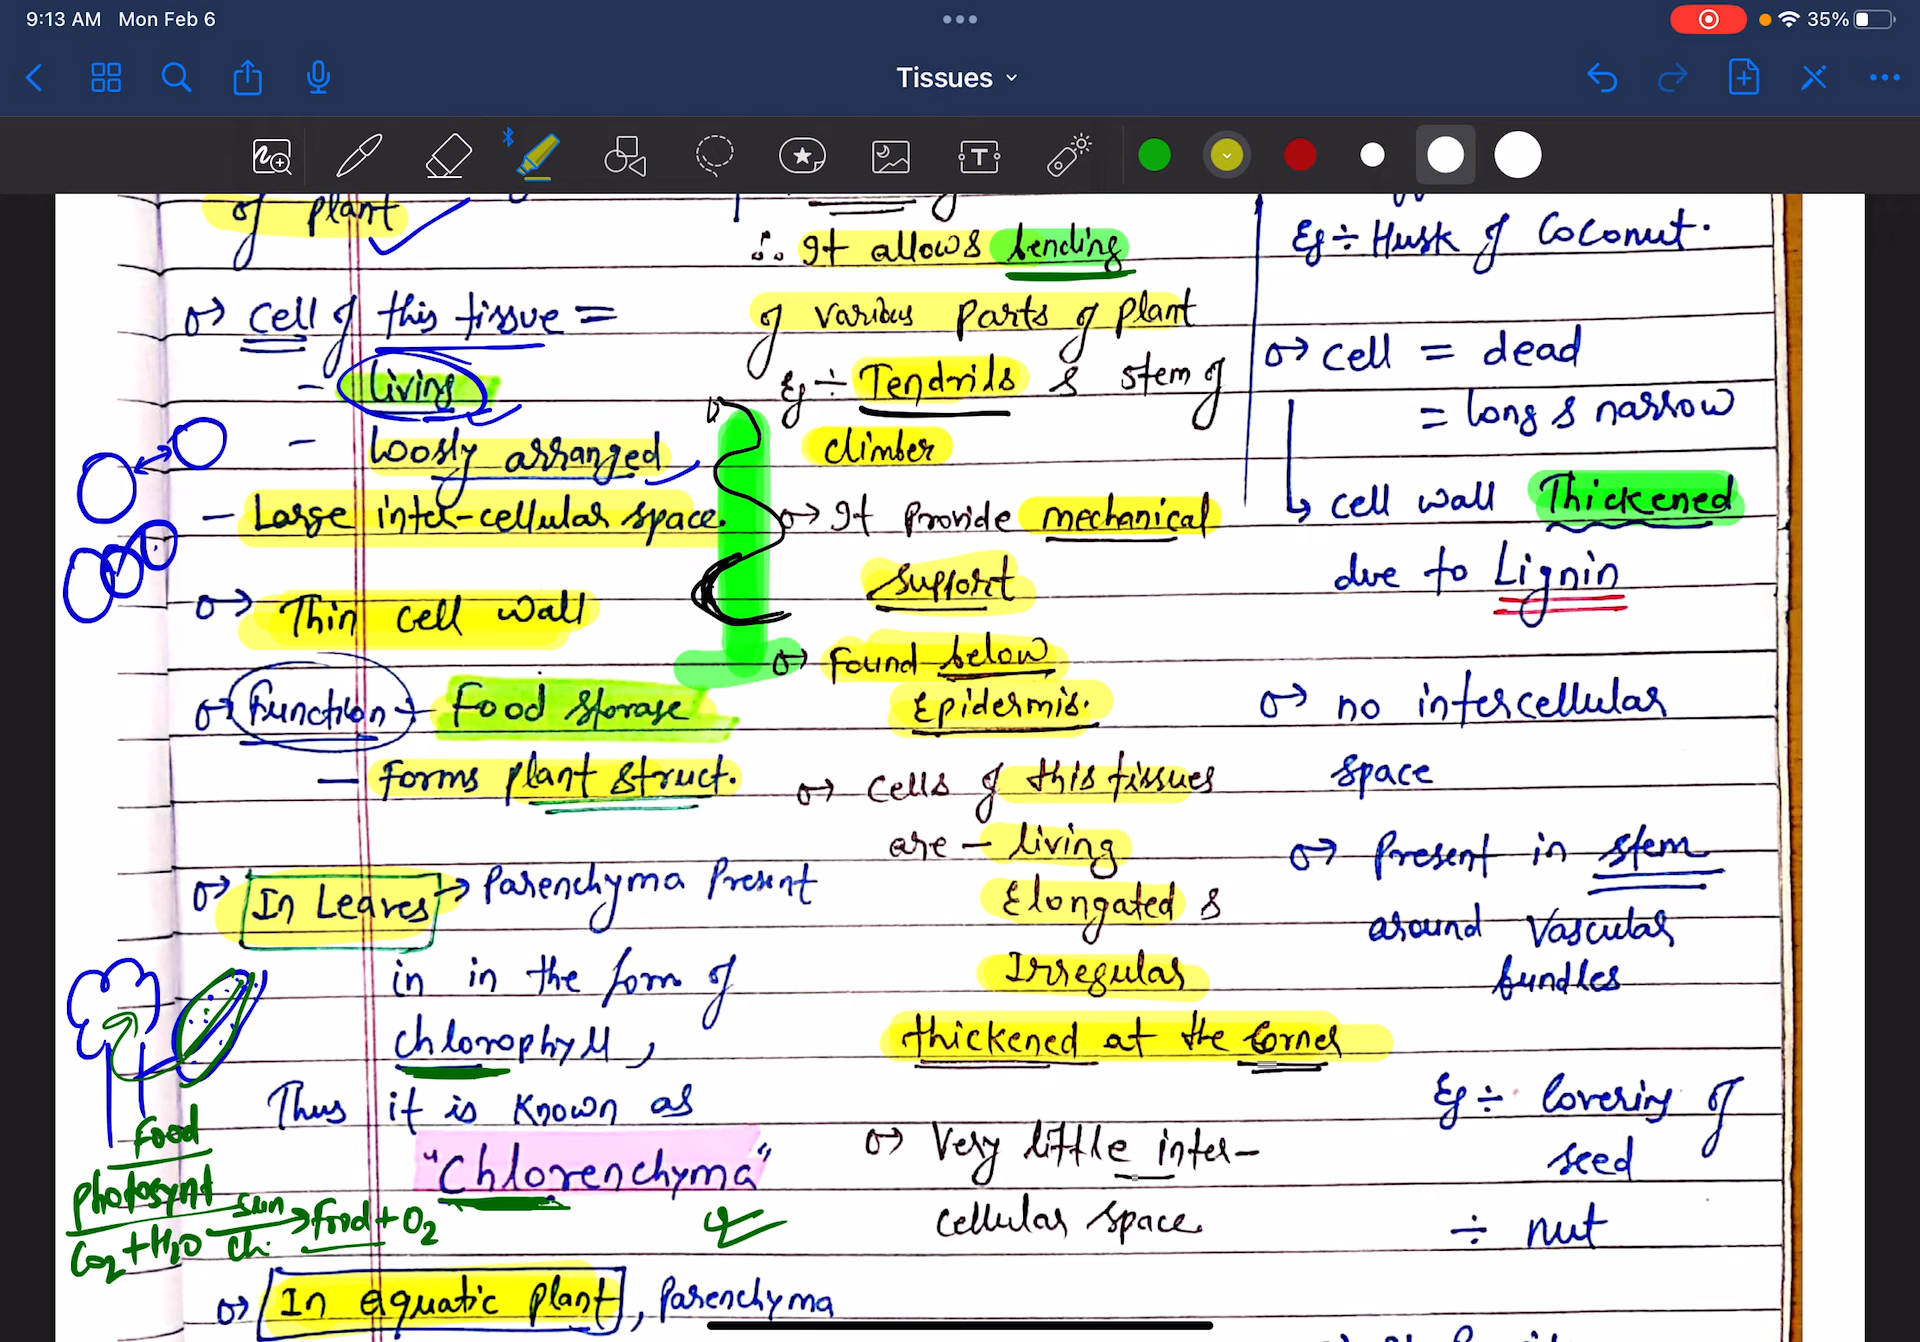 9:13 AM Mon Feb 6
35%
Tissues
of plant
o→ cell of this tissue =
- living
- Loosly arranged
- Large inter-cellular space.
o→ Thin cell wall
o→ Function - Food storage
- Forms plant struct.
o→ In Leaves → Parenchyma Present
in in the form of
chlorophyll,
Thus it is known as
"Chlorenchyma"
Food
photosynt
CO2 + H2O sun ch. → food + O2
o→ In aquatic plant, Parenchyma
∴ It allows bending
of various parts of plant
Eg ÷ Tendrils & stem of
climber
o→ It Provide mechanical
support
o→ Found below
Epidermis.
o→ Cells of this tissues
are - living
Elongated &
Irregular
thickened at the corner
o→ Very little inter-
cellular space.
Eg ÷ Husk of Coconut.
o→ cell = dead
= long & narrow
↳ cell wall Thickened
due to Lignin
o→ no intercellular
space
o→ Present in stem
around Vascular
bundles
Eg ÷ Covering of
seed
÷ nut